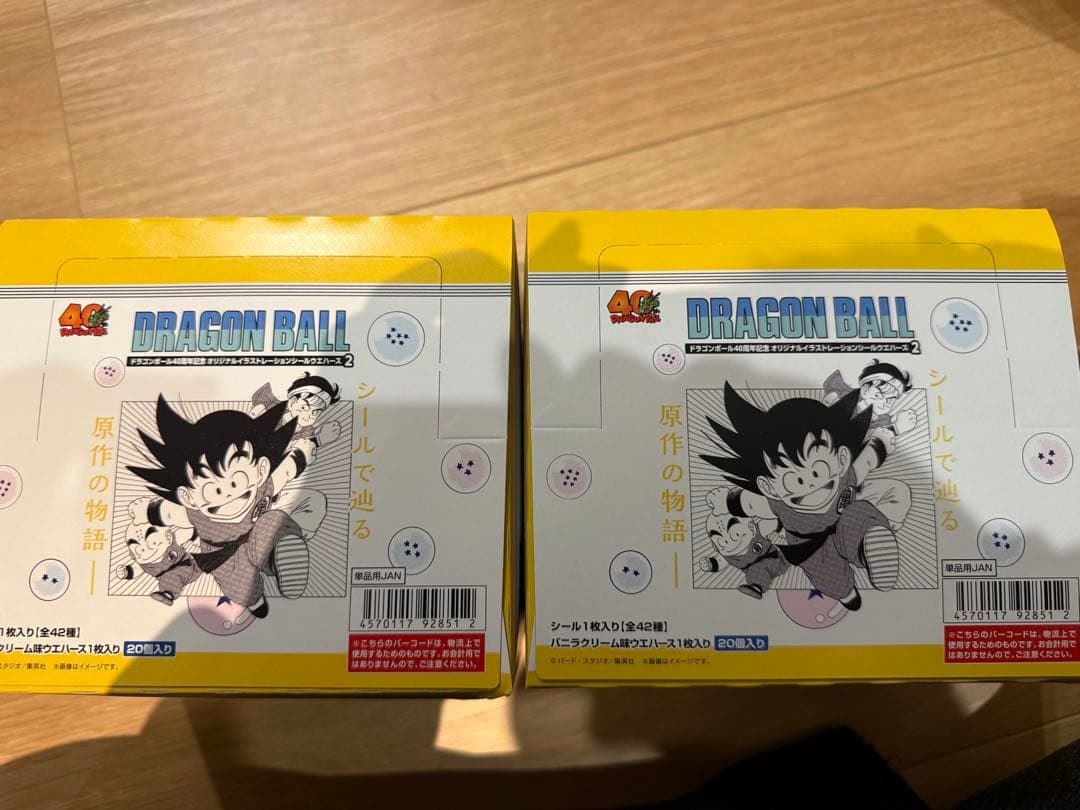 40
DRAGON BALL
DRAGON BALL
ドラゴンボール40周年記念 オリジナルイラストレーションシールウエハース2
シールで辿る
原作の物語―
単品用JAN
4570117 92851 2
1枚入り【全42種】
クリーム味ウエハース1枚入り 20個入り
スタジオ/集英社 ※画像はイメージです。
※こちらのバーコードは、物流上で
使用するためのものです。お会計用で
はありませんので、ご注意ください。
40
DRAGON BALL
DRAGON BALL
ドラゴンボール40周年記念 オリジナルイラストレーションシールウエハース2
シールで辿る
原作の物語―
単品用JAN
4570117 92851 2
シール1枚入り【全42種】
バニラクリーム味ウエハース1枚入り 20個入り
©バード・スタジオ/集英社 ※画像はイメージです。
※こちらのバーコードは、物流上で
使用するためのものです。お会計用で
はありませんので、ご注意ください。